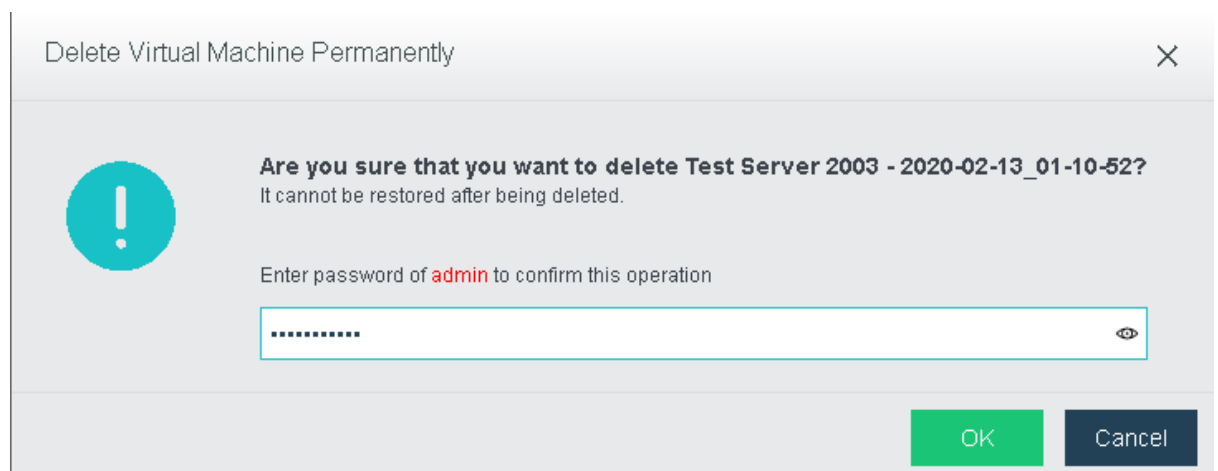 Delete Virtual Machine Permanently
Are you sure that you want to delete Test Server 2003 - 2020-02-13_01-10-52?
It cannot be restored after being deleted.
Enter password of admin to confirm this operation
•••••••••••
OK Cancel